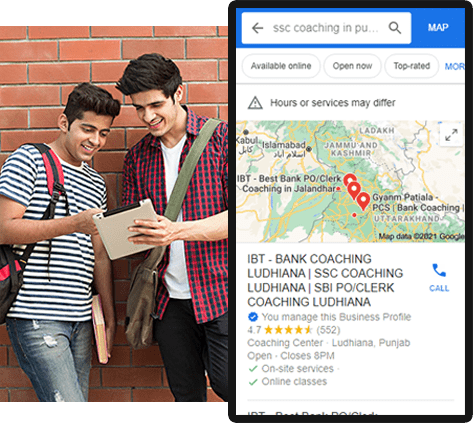 ssc coaching in pu...
MAP
Available online
Open now
Top-rated
MOR
Hours or services may differ
LADAKH
Kabul
كابل
Islamabad
اسلام آباد
JAMMU AND
KASHMIR
IBT - Best Bank PO/Clerk
Coaching in Jalandhar
Gyanm Patiala -
PCS | Bank Coaching |
UTTARAKHAND
Map data ©2021 Google
IBT - BANK COACHING
LUDHIANA | SSC COACHING
LUDHIANA | SBI PO/CLERK
COACHING LUDHIANA
CALL
You manage this Business Profile
4.7 (552)
Coaching Center · Ludhiana, Punjab
Open · Closes 8PM
On-site services ·
Online classes
IBT - Best Bank PO/Clerk